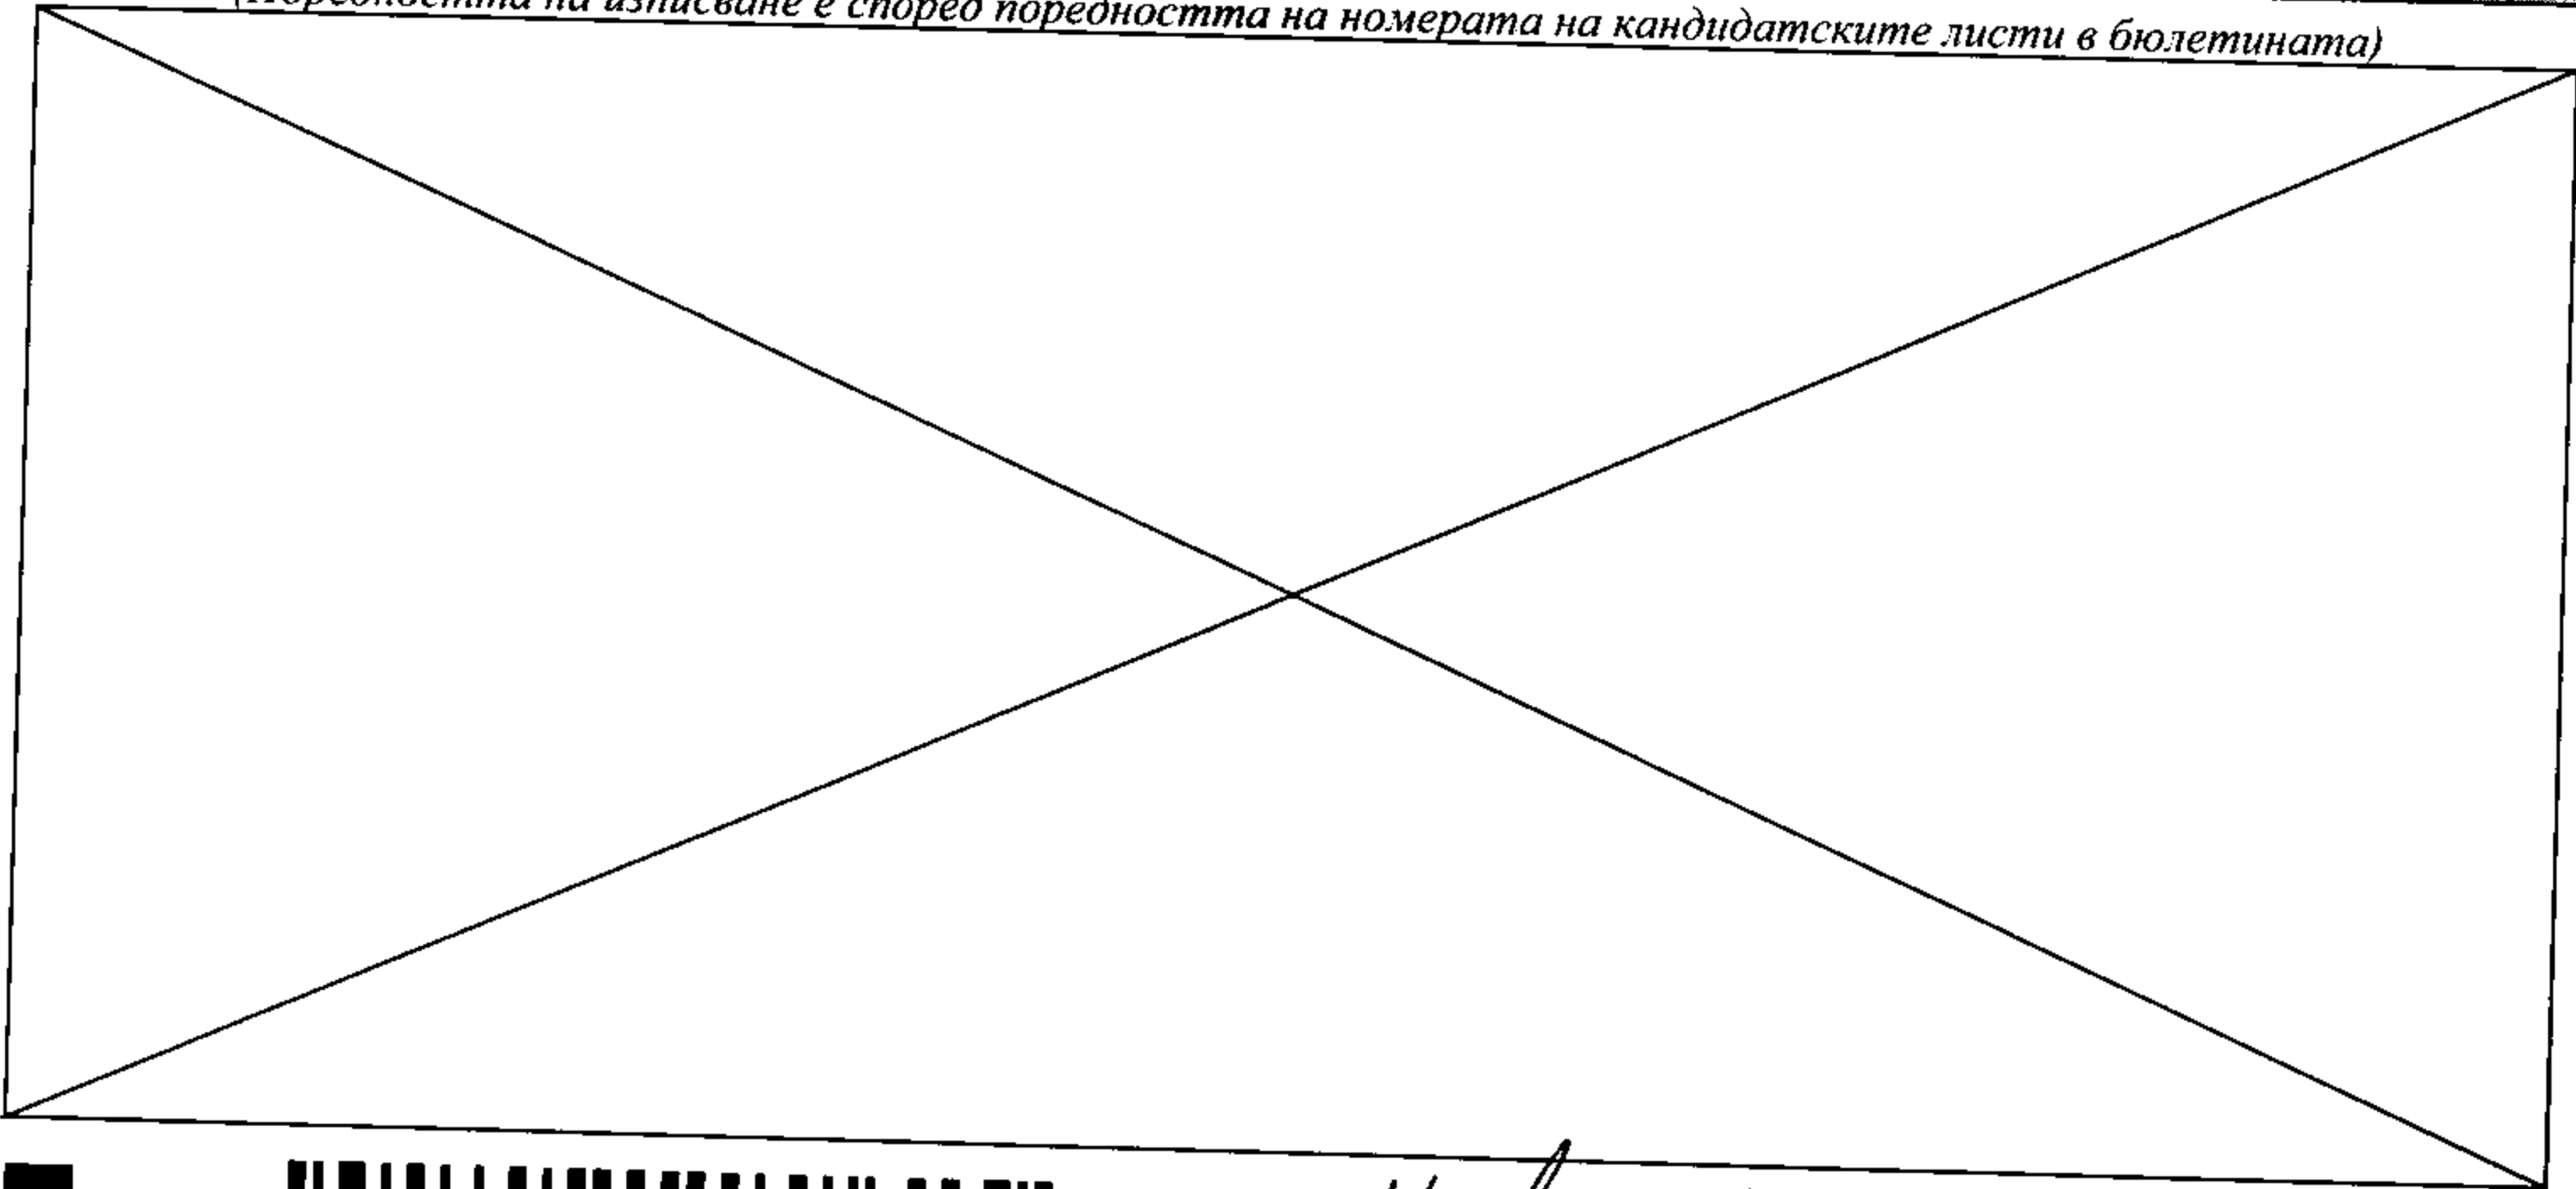 (Поредността на изписване е според поредността на номерата на кандидатските листи в бюлетината)